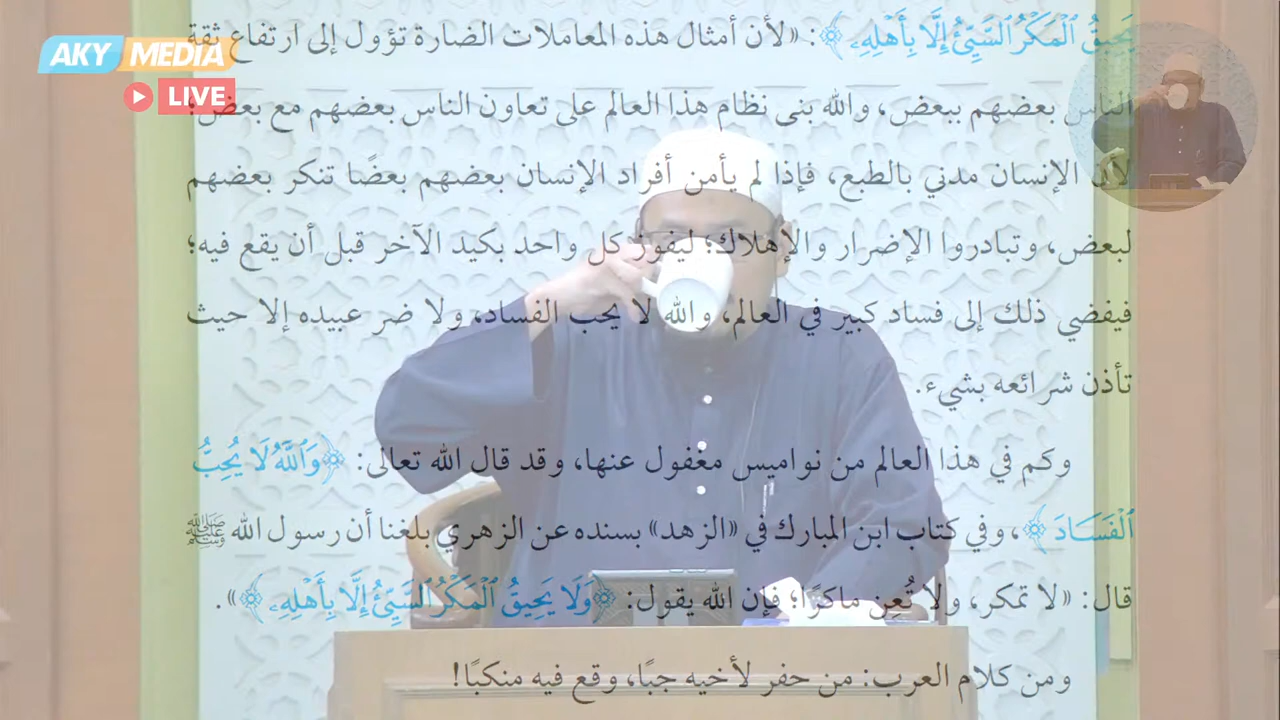 AKY MEDIA
LIVE
يَحِيقُ ٱلْمَكْرُ ٱلسَّيِّئُ إِلَّا بِأَهْلِهِۦ﴾: «لأن أمثال هذه المعاملات الضارة تؤول إلى ارتفاع ثقة
الناس بعضهم ببعض، والله بنى نظام هذا العالم على تعاون الناس بعضهم مع بعض؛
لأن الإنسان مدني بالطبع، فإذا لم يأمن أفراد الإنسان بعضهم بعضًا تنكر بعضهم
لبعض، وتبادروا الإضرار والإهلاك؛ ليفوز كل واحد بكيد الآخر قبل أن يقع فيه؛
فيفضي ذلك إلى فساد كبير في العالم، والله لا يحب الفساد، ولا ضر عبيده إلا حيث
تأذن شرائعه بشيء.
وكم في هذا العالم من نواميس مغفول عنها، وقد قال الله تعالى: ﴿وَٱللَّهُ لَا يُحِبُّ
ٱلْفَسَادَ﴾، وفي كتاب ابن المبارك في «الزهد» بسنده عن الزهري بلغنا أن رسول الله ﷺ
قال: «لا تمكر، ولا تُعِن ماكرًا؛ فإن الله يقول: ﴿وَلَا يَحِيقُ ٱلْمَكْرُ ٱلسَّيِّئُ إِلَّا بِأَهْلِهِۦ﴾».
ومن كلام العرب: من حفر لأخيه جبًا، وقع فيه منكبًا!